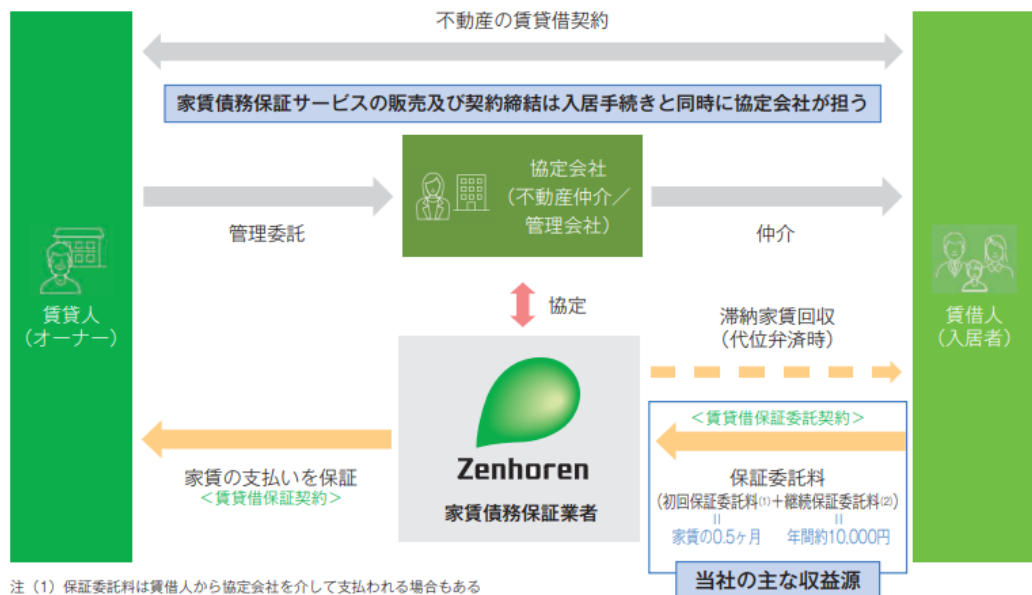 不動産の賃貸借契約
家賃債務保証サービスの販売及び契約締結は入居手続きと同時に協定会社が担う
協定会社
(不動産仲介/
管理会社)
管理委託
仲介
賃貸人
(オーナー)
賃借人
(入居者)
協定
滞納家賃回収
(代位弁済時)
Zenhoren
家賃債務保証業者
家賃の支払いを保証
<賃貸借保証契約>
<賃貸借保証委託契約>
保証委託料
(初回保証委託料(1)+継続保証委託料(2))
= =
家賃の0.5ヶ月 年間約10,000円
当社の主な収益源
注(1)保証委託料は賃借人から協定会社を介して支払われる場合もある